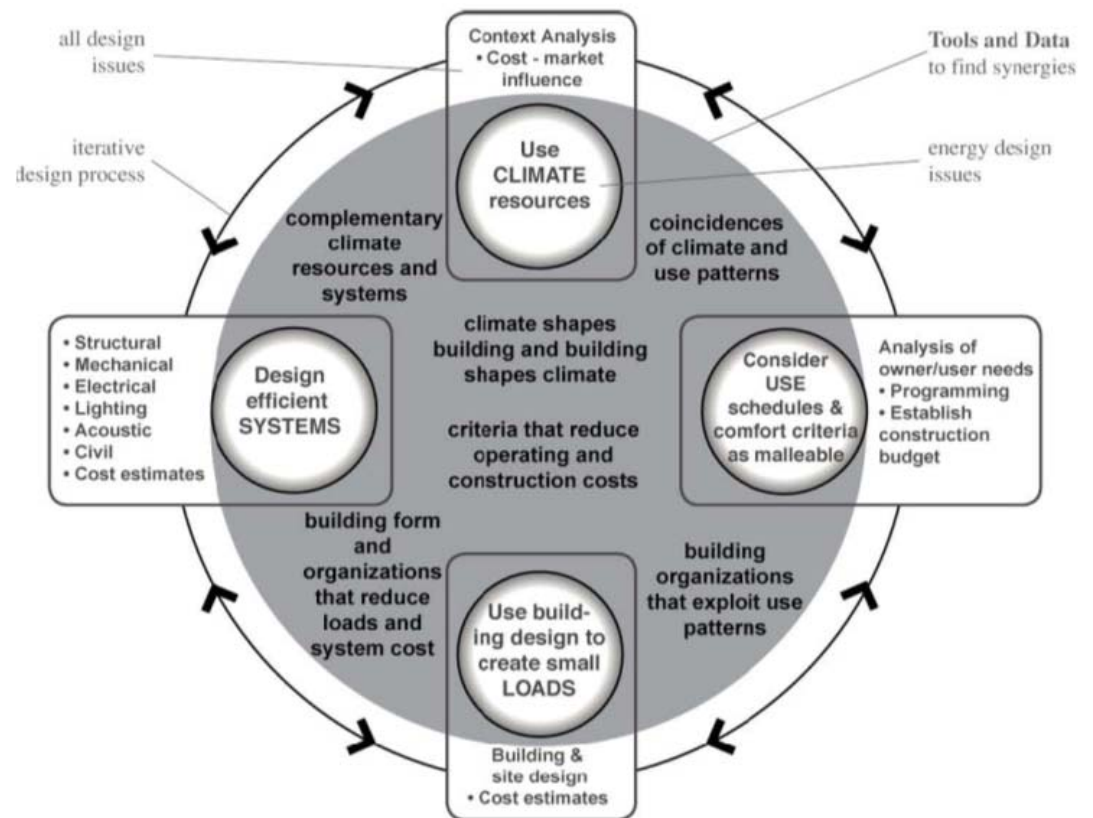 all design
issues
Context Analysis
• Cost - market
influence
Tools and Data
to find synergies
iterative
design process
Use
CLIMATE
resources
energy design
issues
complementary
climate
resources and
systems
coincidences
of climate and
use patterns
climate shapes
building and building
shapes climate
• Structural
• Mechanical
• Electrical
• Lighting
• Acoustic
• Civil
• Cost estimates
Design
efficient
SYSTEMS
Consider
USE
schedules &
comfort criteria
as malleable
Analysis of
owner/user needs
• Programming
• Establish
construction
budget
criteria that reduce
operating and
construction costs
building form
and
organizations
that reduce
loads and
system cost
building
organizations
that exploit use
patterns
Use build-
ing design to
create small
LOADS
Building &
site design
• Cost estimates